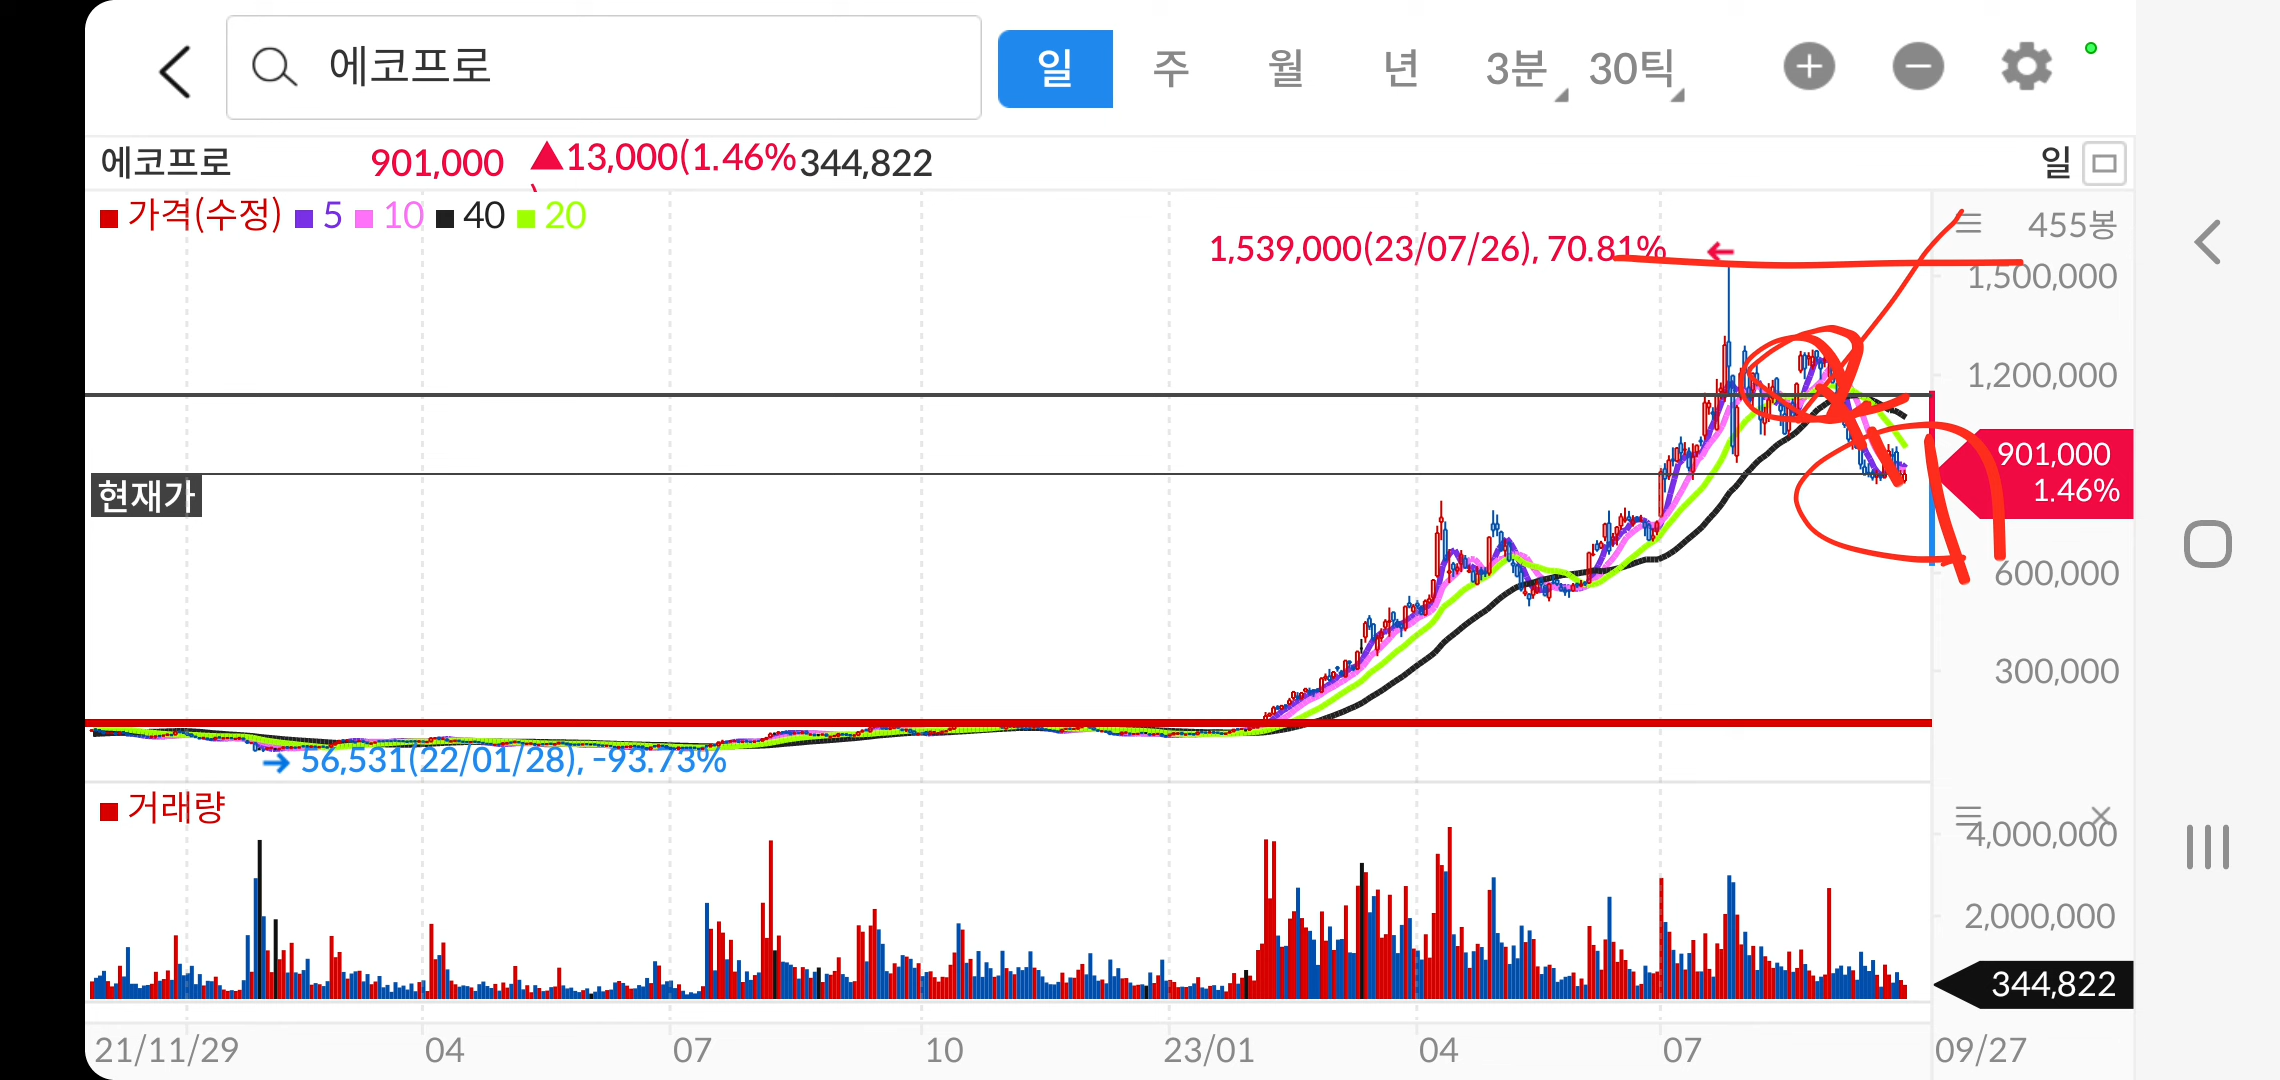 에코프로 일 주 월 년 3분 30틱
에코프로 901,000 ▲13,000(1.46%) 344,822 일
■ 가격(수정) ■ 5 ■ 10 ■ 40 ■ 20
455봉
1,539,000(23/07/26), 70.81% ←
1,500,000
1,200,000
901,000
1.46%
현재가
600,000
300,000
→ 56,531(22/01/28), -93.73%
■ 거래량
4,000,000
2,000,000
344,822
21/11/29 04 07 10 23/01 04 07 09/27